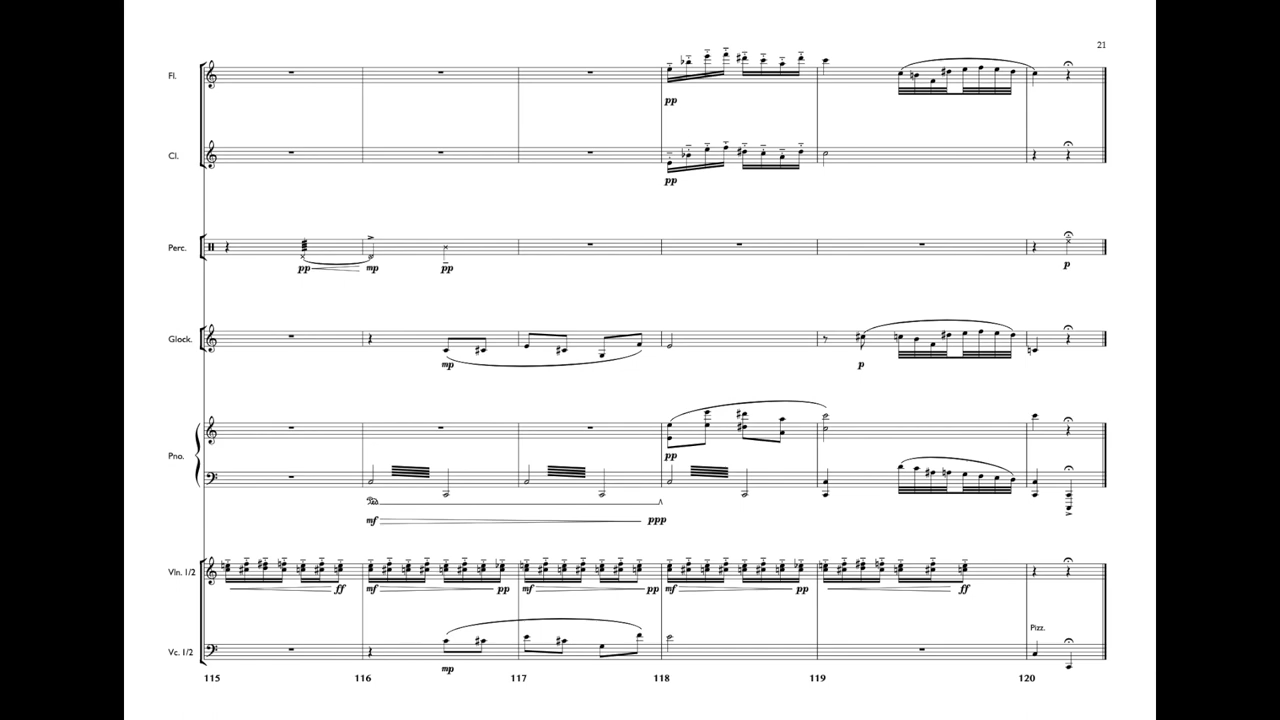 21
Fl.
pp
Cl.
pp
Perc.
pp mp pp p
Glock.
mp p
Pno.
pp
Ped.
mf ppp
Vln. 1/2
ff mf pp mf pp mf pp ff
Pizz.
Vc. 1/2
mp
115 116 117 118 119 120